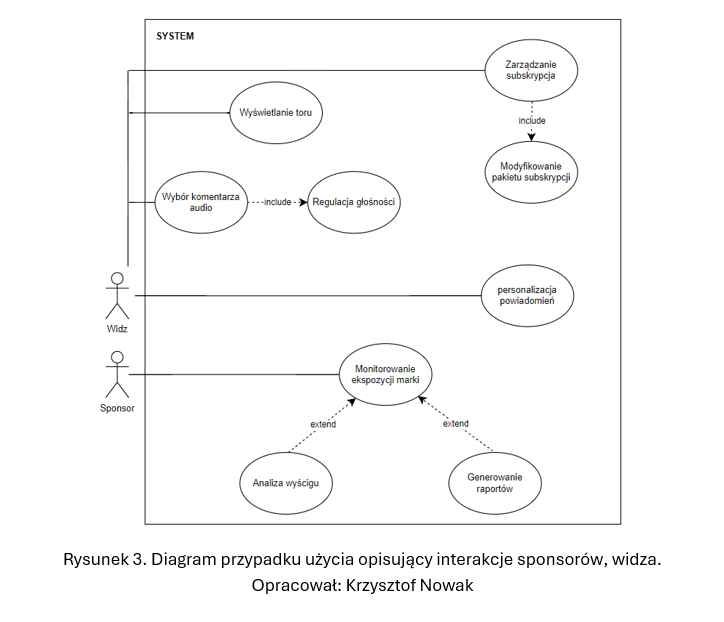 SYSTEM
Zarządzanie
subskrypcja
Wyświetlanie toru
include
Modyfikowanie
pakietu subskrypcji
Wybór komentarza
audio
include
Regulacja głośności
personalizacja
powiadomień
Widz
Monitorowanie
ekspozycji marki
Sponsor
extend
extend
Analiza wyścigu
Generowanie
raportów
Rysunek 3. Diagram przypadku użycia opisujący interakcje sponsorów, widza.
Opracował: Krzysztof Nowak